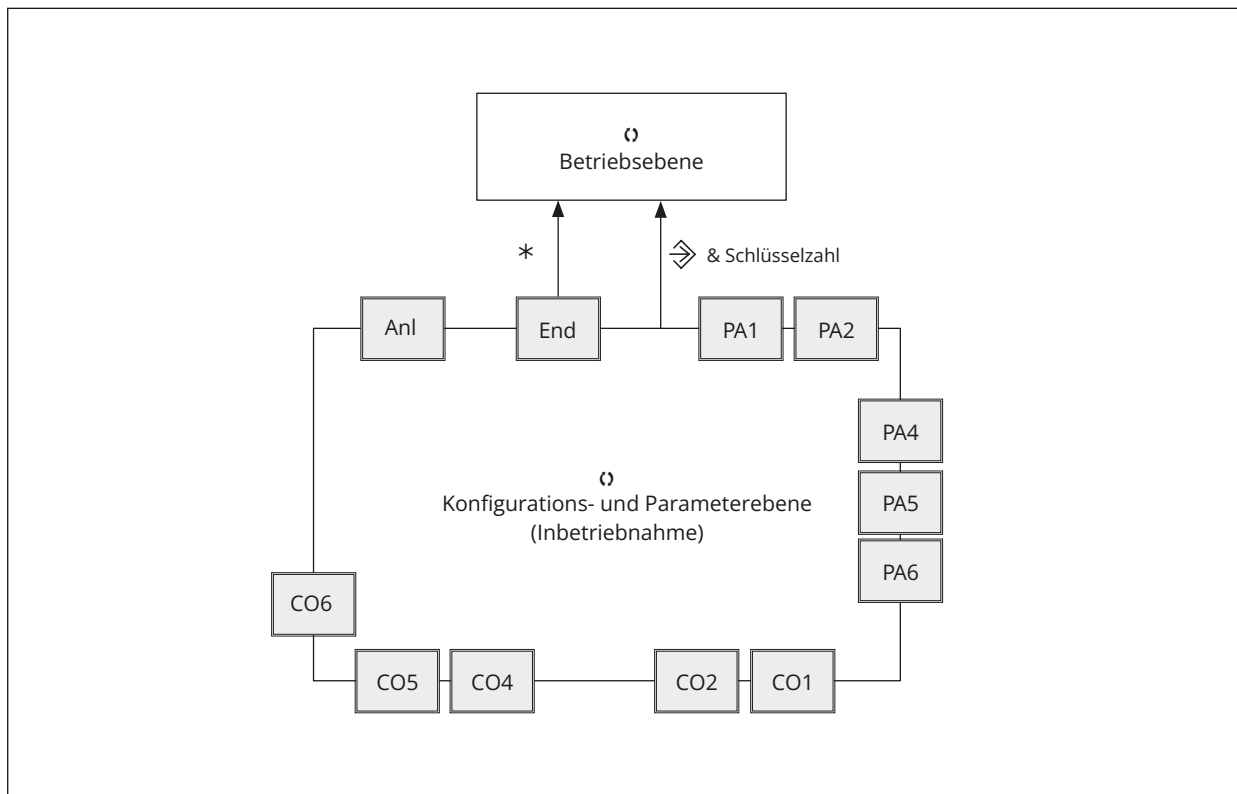 Betriebsebene
*
& Schlüsselzahl
Anl
End
PA1
PA2
PA4
PA5
PA6
Konfigurations- und Parameterebene
(Inbetriebnahme)
CO6
CO5
CO4
CO2
CO1